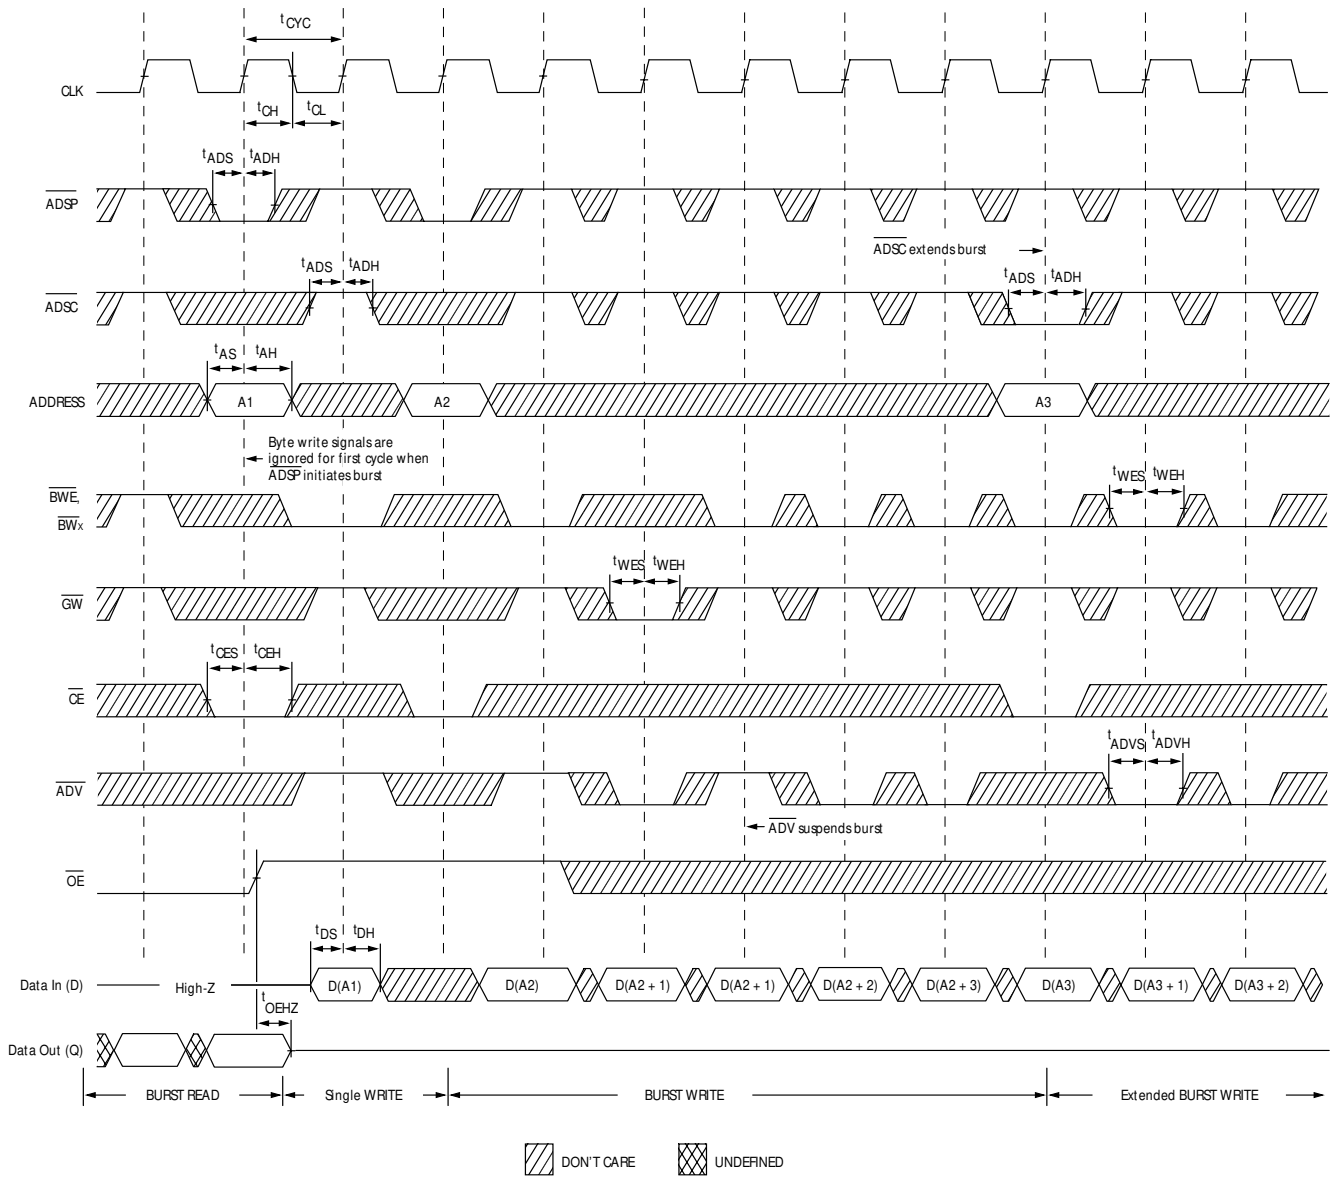 tCYC
CLK
tCH tCL
tADS tADH
ADSP
ADSC extends burst
tADS tADH tADS tADH
ADSC
tAS tAH
ADDRESS A1 A2 A3
Byte write signals are
ignored for first cycle when
ADSP initiates burst
tWES tWEH
BWE,
BWX
tWES tWEH
GW
tCES tCEH
CE
tADVS tADVH
ADV
ADV suspends burst
OE
tDS tDH
Data In (D) High-Z D(A1) D(A2) D(A2 + 1) D(A2 + 1) D(A2 + 2) D(A2 + 3) D(A3) D(A3 + 1) D(A3 + 2)
tOEHZ
Data Out (Q)
BURST READ Single WRITE BURST WRITE Extended BURST WRITE
DON'T CARE UNDEFINED